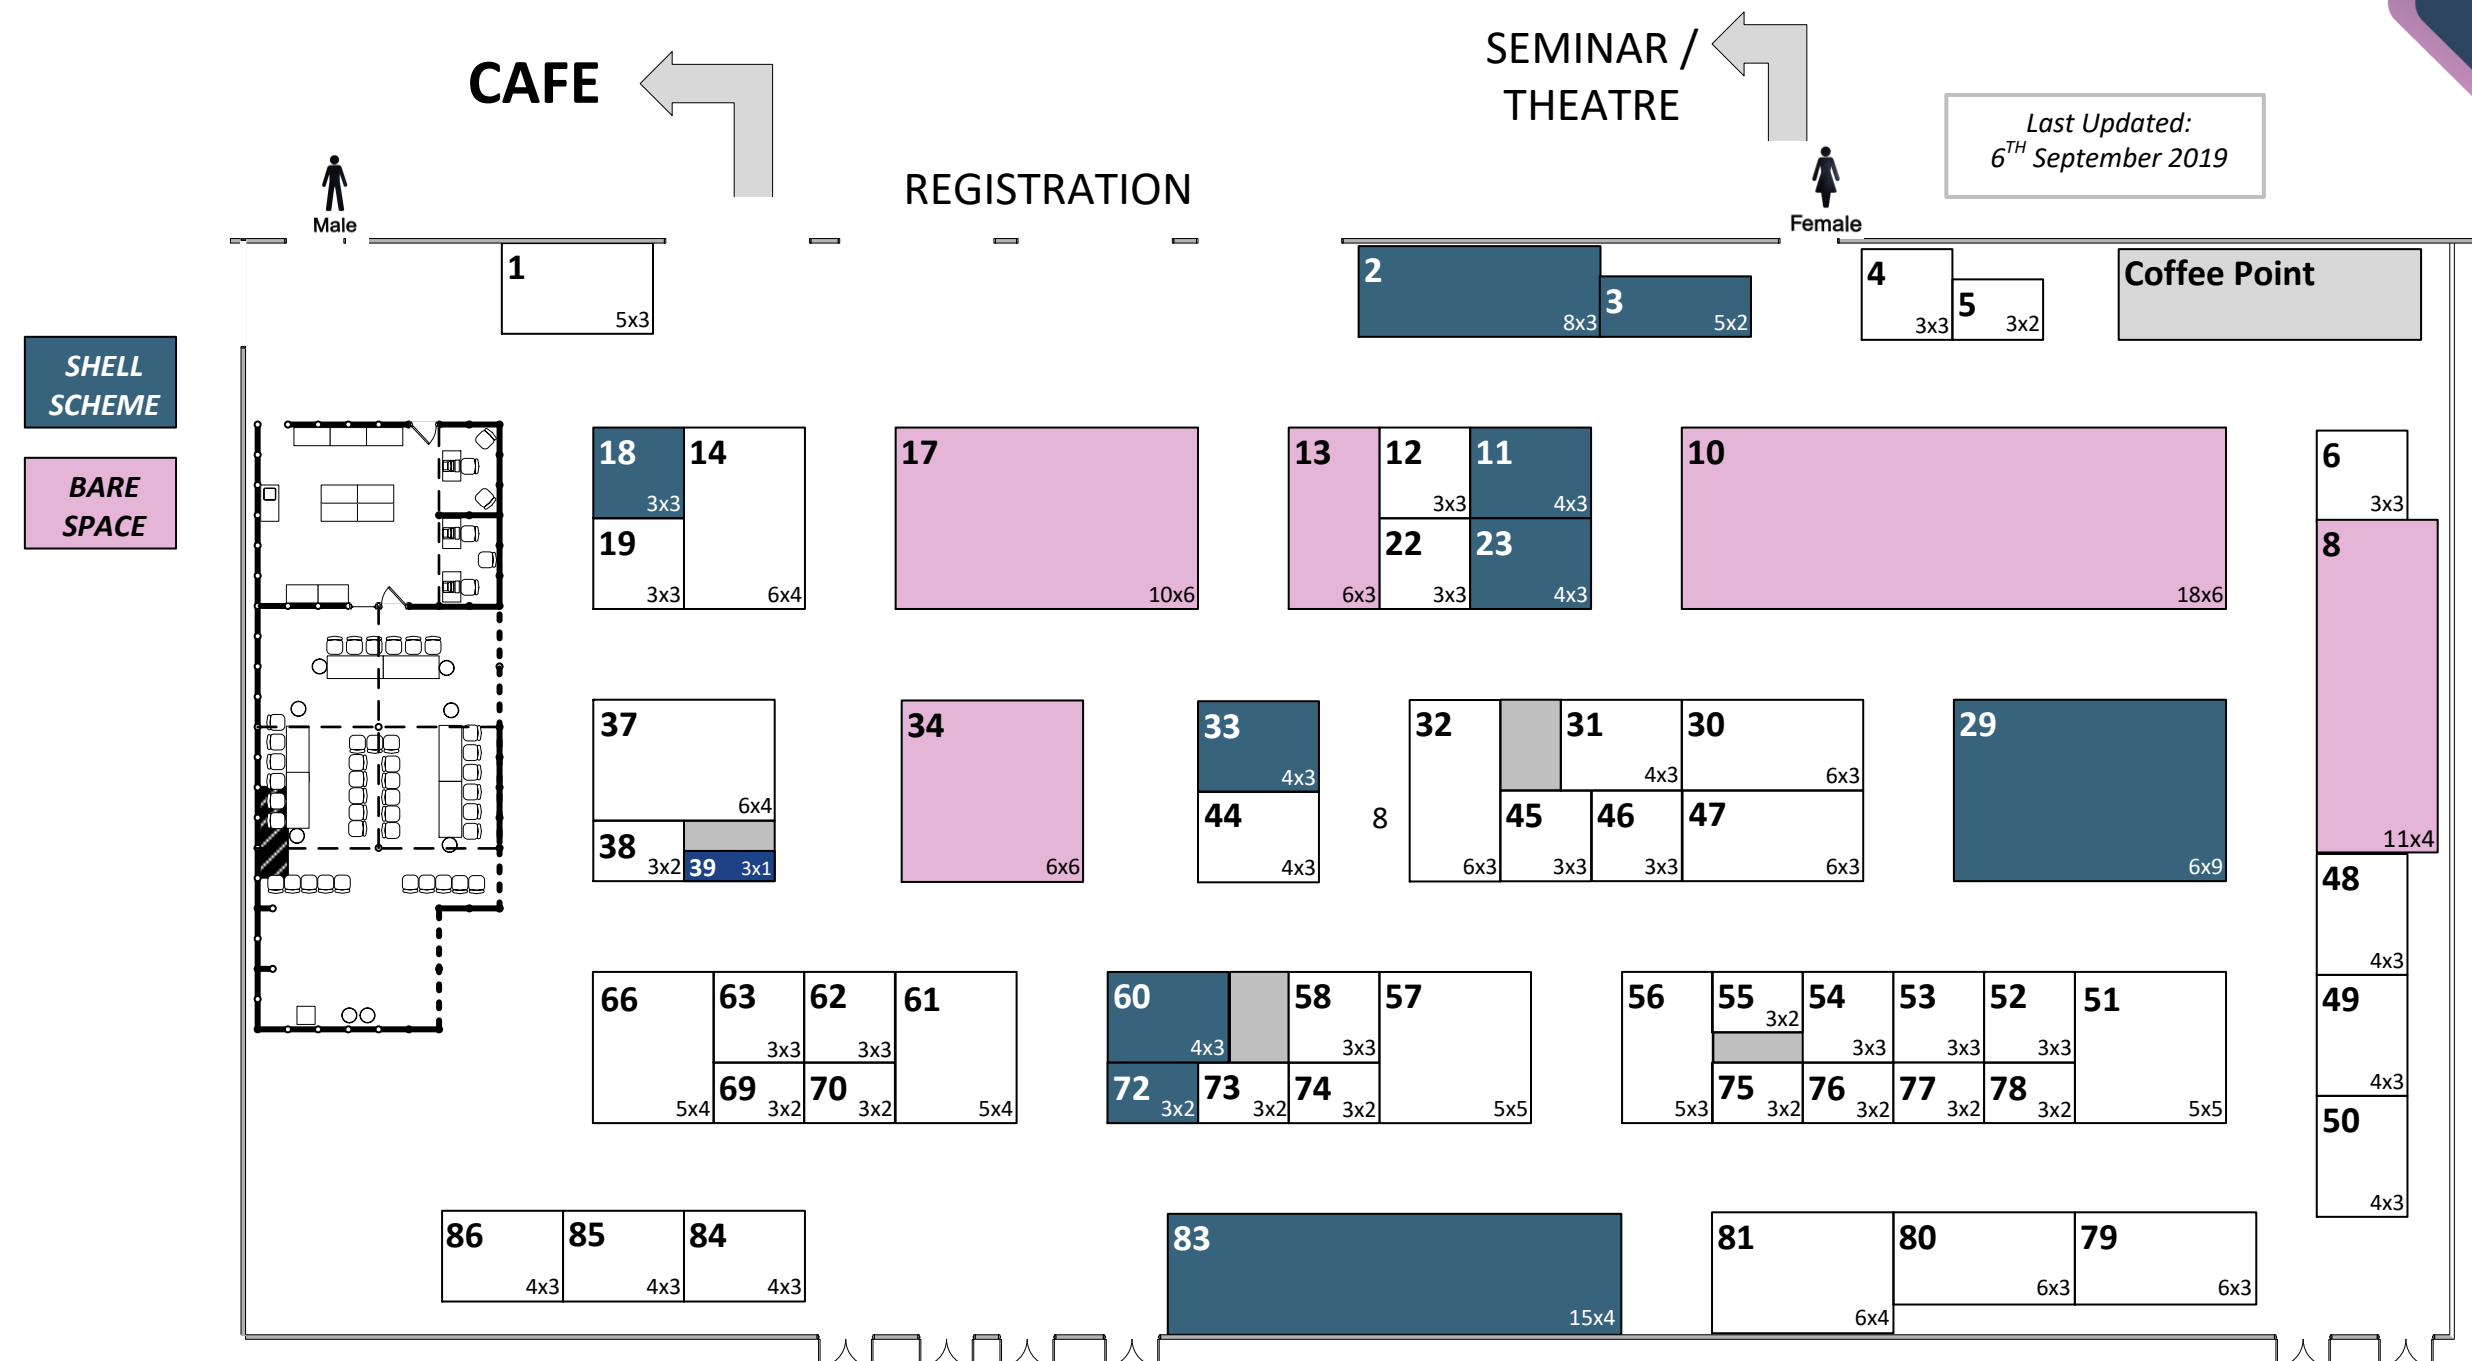 CAFE
SEMINAR /
THEATRE
Last Updated:
6TH September 2019
REGISTRATION
Male
Female
1
5x3
2
8x3
3
5x2
4
3x3
5
3x2
Coffee Point
SHELL
SCHEME
BARE
SPACE
18
3x3
14
6x4
19
3x3
17
10x6
13
6x3
12
3x3
11
4x3
22
3x3
23
4x3
10
18x6
6
3x3
8
11x4
37
6x4
38
3x2
39
3x1
34
6x6
33
4x3
44
4x3
8
32
6x3
31
4x3
30
6x3
45
3x3
46
3x3
47
6x3
29
6x9
48
4x3
49
4x3
50
4x3
66
5x4
63
3x3
62
3x3
61
5x4
69
3x2
70
3x2
60
4x3
58
3x3
57
5x5
72
3x2
73
3x2
74
3x2
56
5x3
55
3x2
54
3x3
53
3x3
52
3x3
51
5x5
75
3x2
76
3x2
77
3x2
78
3x2
86
4x3
85
4x3
84
4x3
83
15x4
81
6x4
80
6x3
79
6x3